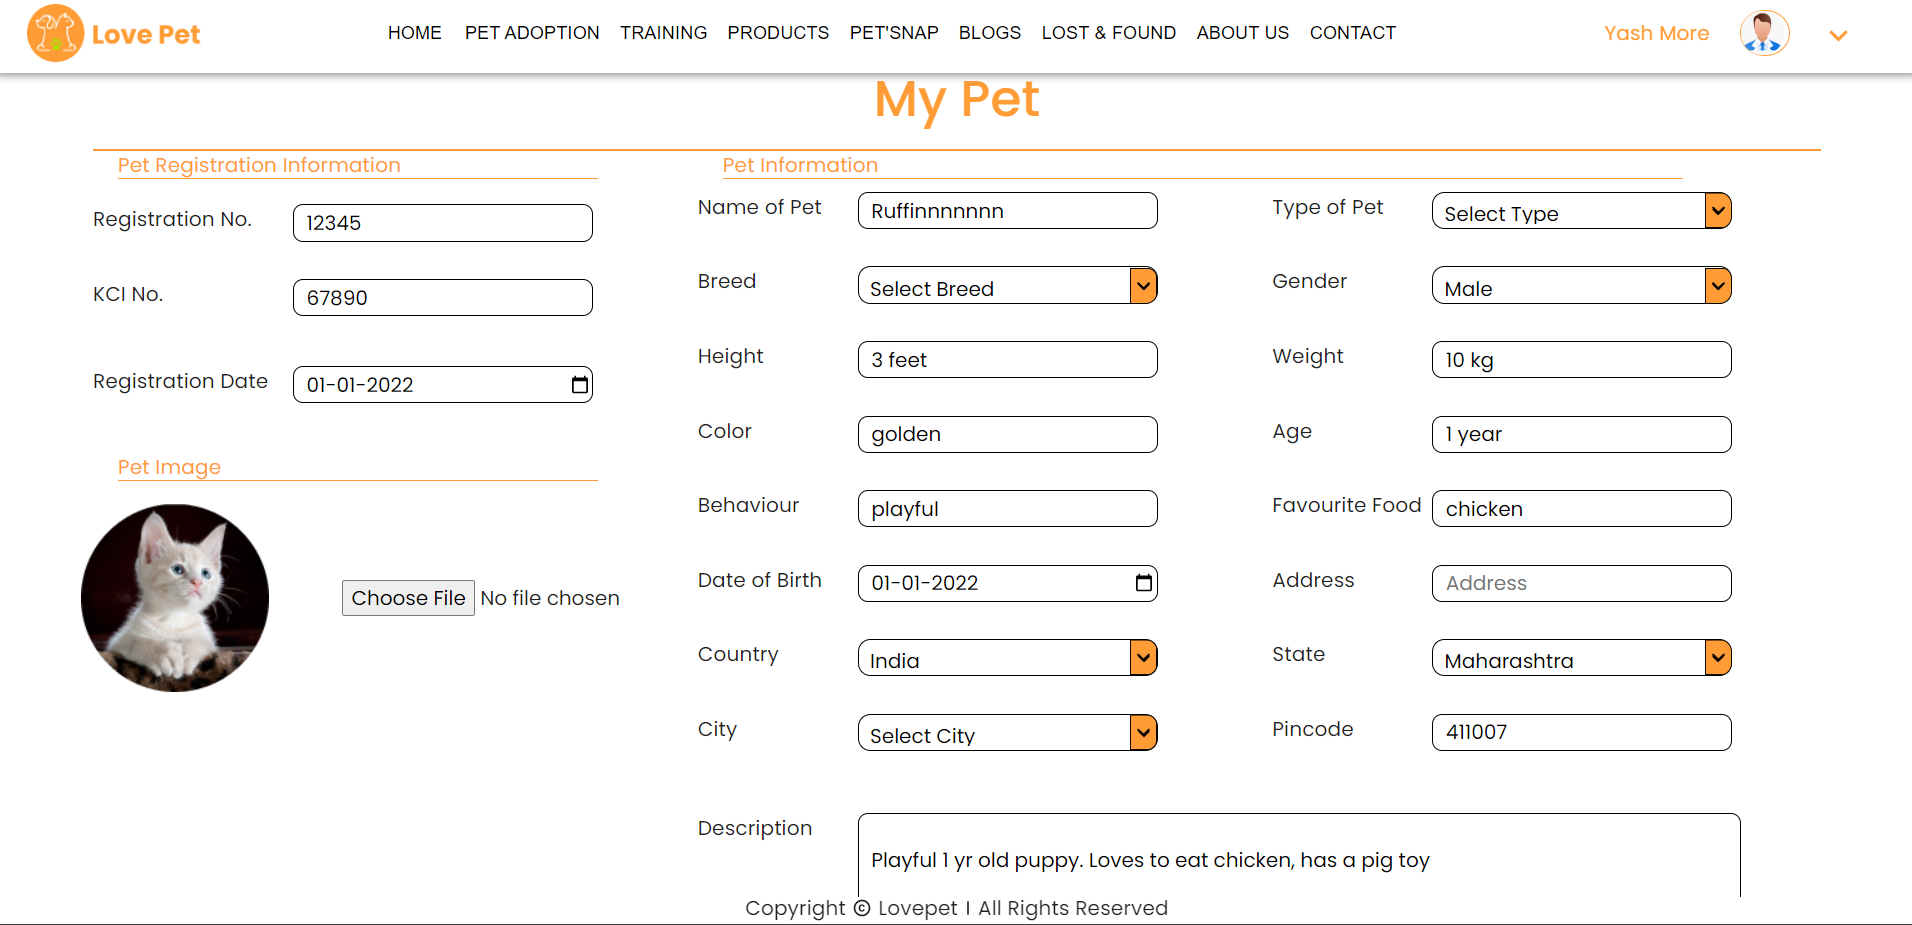 Love Pet
HOME PET ADOPTION TRAINING PRODUCTS PET'SNAP BLOGS LOST & FOUND ABOUT US CONTACT
Yash More
My Pet
Pet Registration Information
Registration No. 12345
KCI No. 67890
Registration Date 01-01-2022
Pet Image
Choose File No file chosen
Pet Information
Name of Pet Ruffinnnnnnn Type of Pet Select Type
Breed Select Breed Gender Male
Height 3 feet Weight 10 kg
Color golden Age 1 year
Behaviour playful Favourite Food chicken
Date of Birth 01-01-2022 Address Address
Country India State Maharashtra
City Select City Pincode 411007
Description Playful 1 yr old puppy. Loves to eat chicken, has a pig toy
Copyright © Lovepet I All Rights Reserved